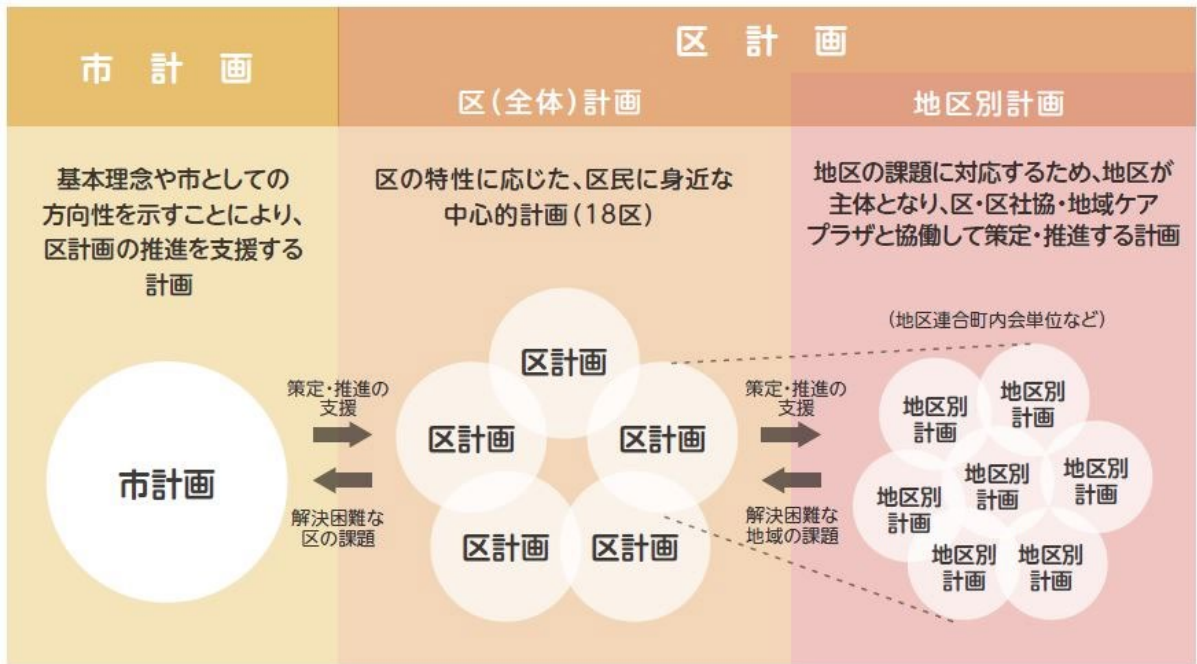 市計画
区計画
区(全体)計画
地区別計画
基本理念や市としての
方向性を示すことにより、
区計画の推進を支援する
計画
区の特性に応じた、区民に身近な
中心的計画(18区)
地区の課題に対応するため、地区が
主体となり、区・区社協・地域ケア
プラザと協働して策定・推進する計画
(地区連合町内会単位など)
市計画
策定・推進の
支援
解決困難な
区の課題
区計画
区計画
区計画
区計画
区計画
策定・推進の
支援
解決困難な
地域の課題
地区別
計画
地区別
計画
地区別
計画
地区別
計画
地区別
計画
地区別
計画
地区別
計画